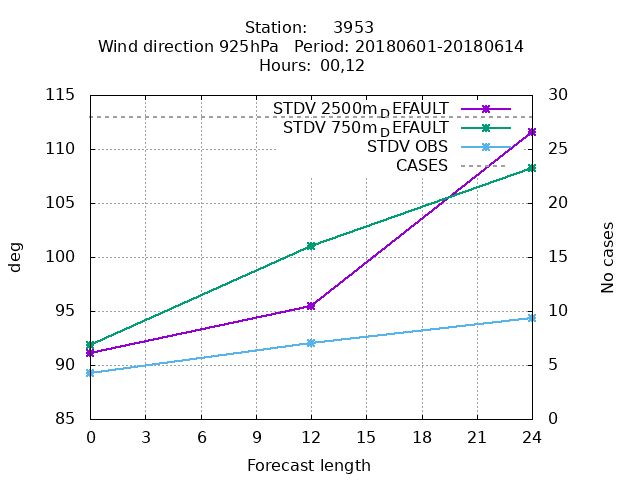 Station:     3953
Wind direction 925hPa   Period: 20180601-20180614
Hours:  00,12
115
110
105
100
95
90
85
deg
30
25
20
15
10
5
0
No cases
STDV 2500m_DEFAULT
STDV 750m_DEFAULT
STDV OBS
CASES
0 3 6 9 12 15 18 21 24
Forecast length